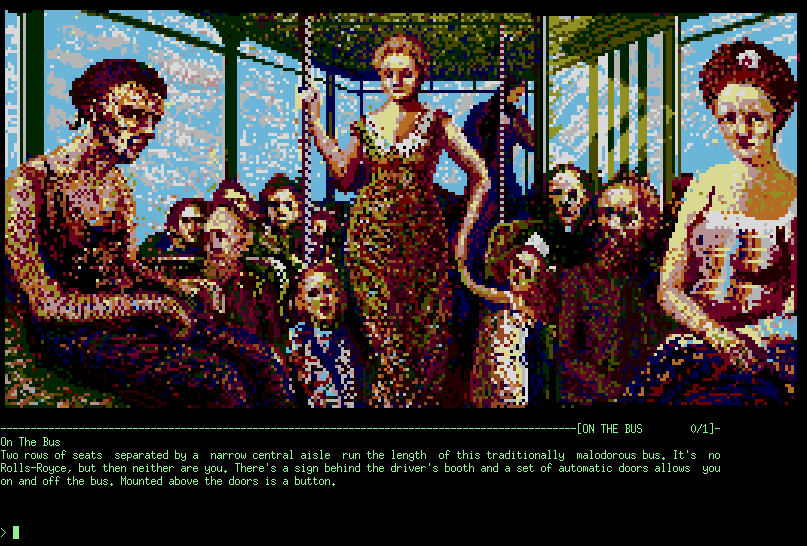 [ON THE BUS 0/1]
On The Bus
Two rows of seats separated by a narrow central aisle run the length of this traditionally malodorous bus. It's no
Rolls-Royce, but then neither are you. There's a sign behind the driver's booth and a set of automatic doors allows you
on and off the bus. Mounted above the doors is a button.
>